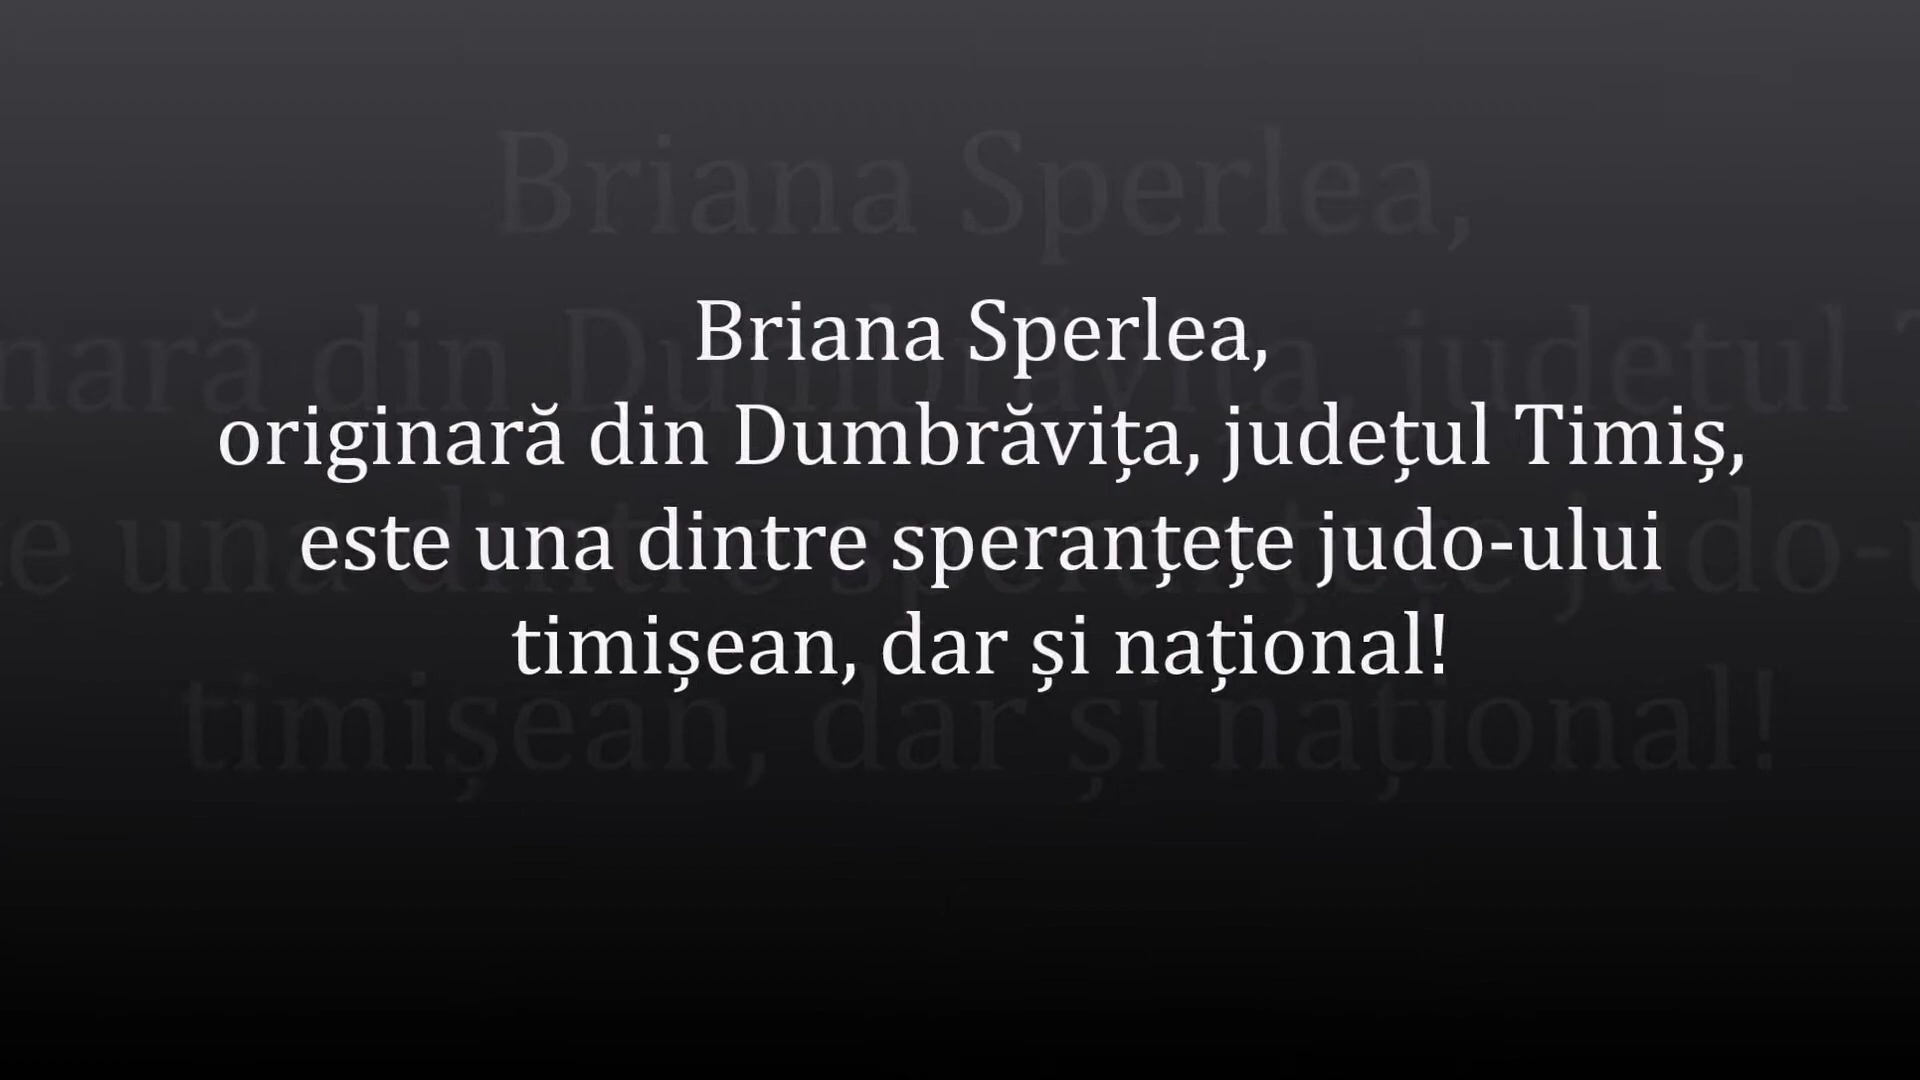 Briana Sperlea,
originară din Dumbrăvița, județul Timiș,
este una dintre speranțețe judo-ului
timișean, dar și național!